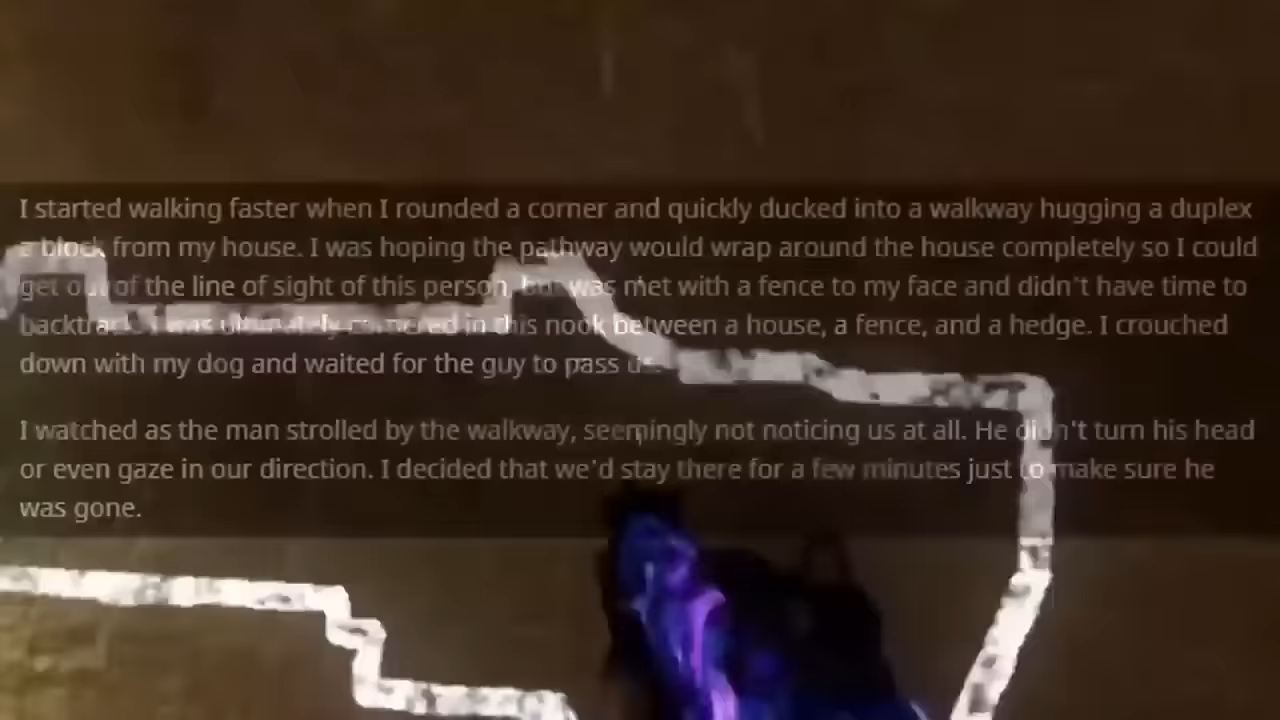 I started walking faster when I rounded a corner and quickly ducked into a walkway hugging a duplex
a block from my house. I was hoping the pathway would wrap around the house completely so I could
get out of the line of sight of this person, but was met with a fence to my face and didn't have time to
backtrack. I was ultimately cornered in this nook between a house, a fence, and a hedge. I crouched
down with my dog and waited for the guy to pass us.
I watched as the man strolled by the walkway, seemingly not noticing us at all. He didn't turn his head
or even gaze in our direction. I decided that we'd stay there for a few minutes just to make sure he
was gone.